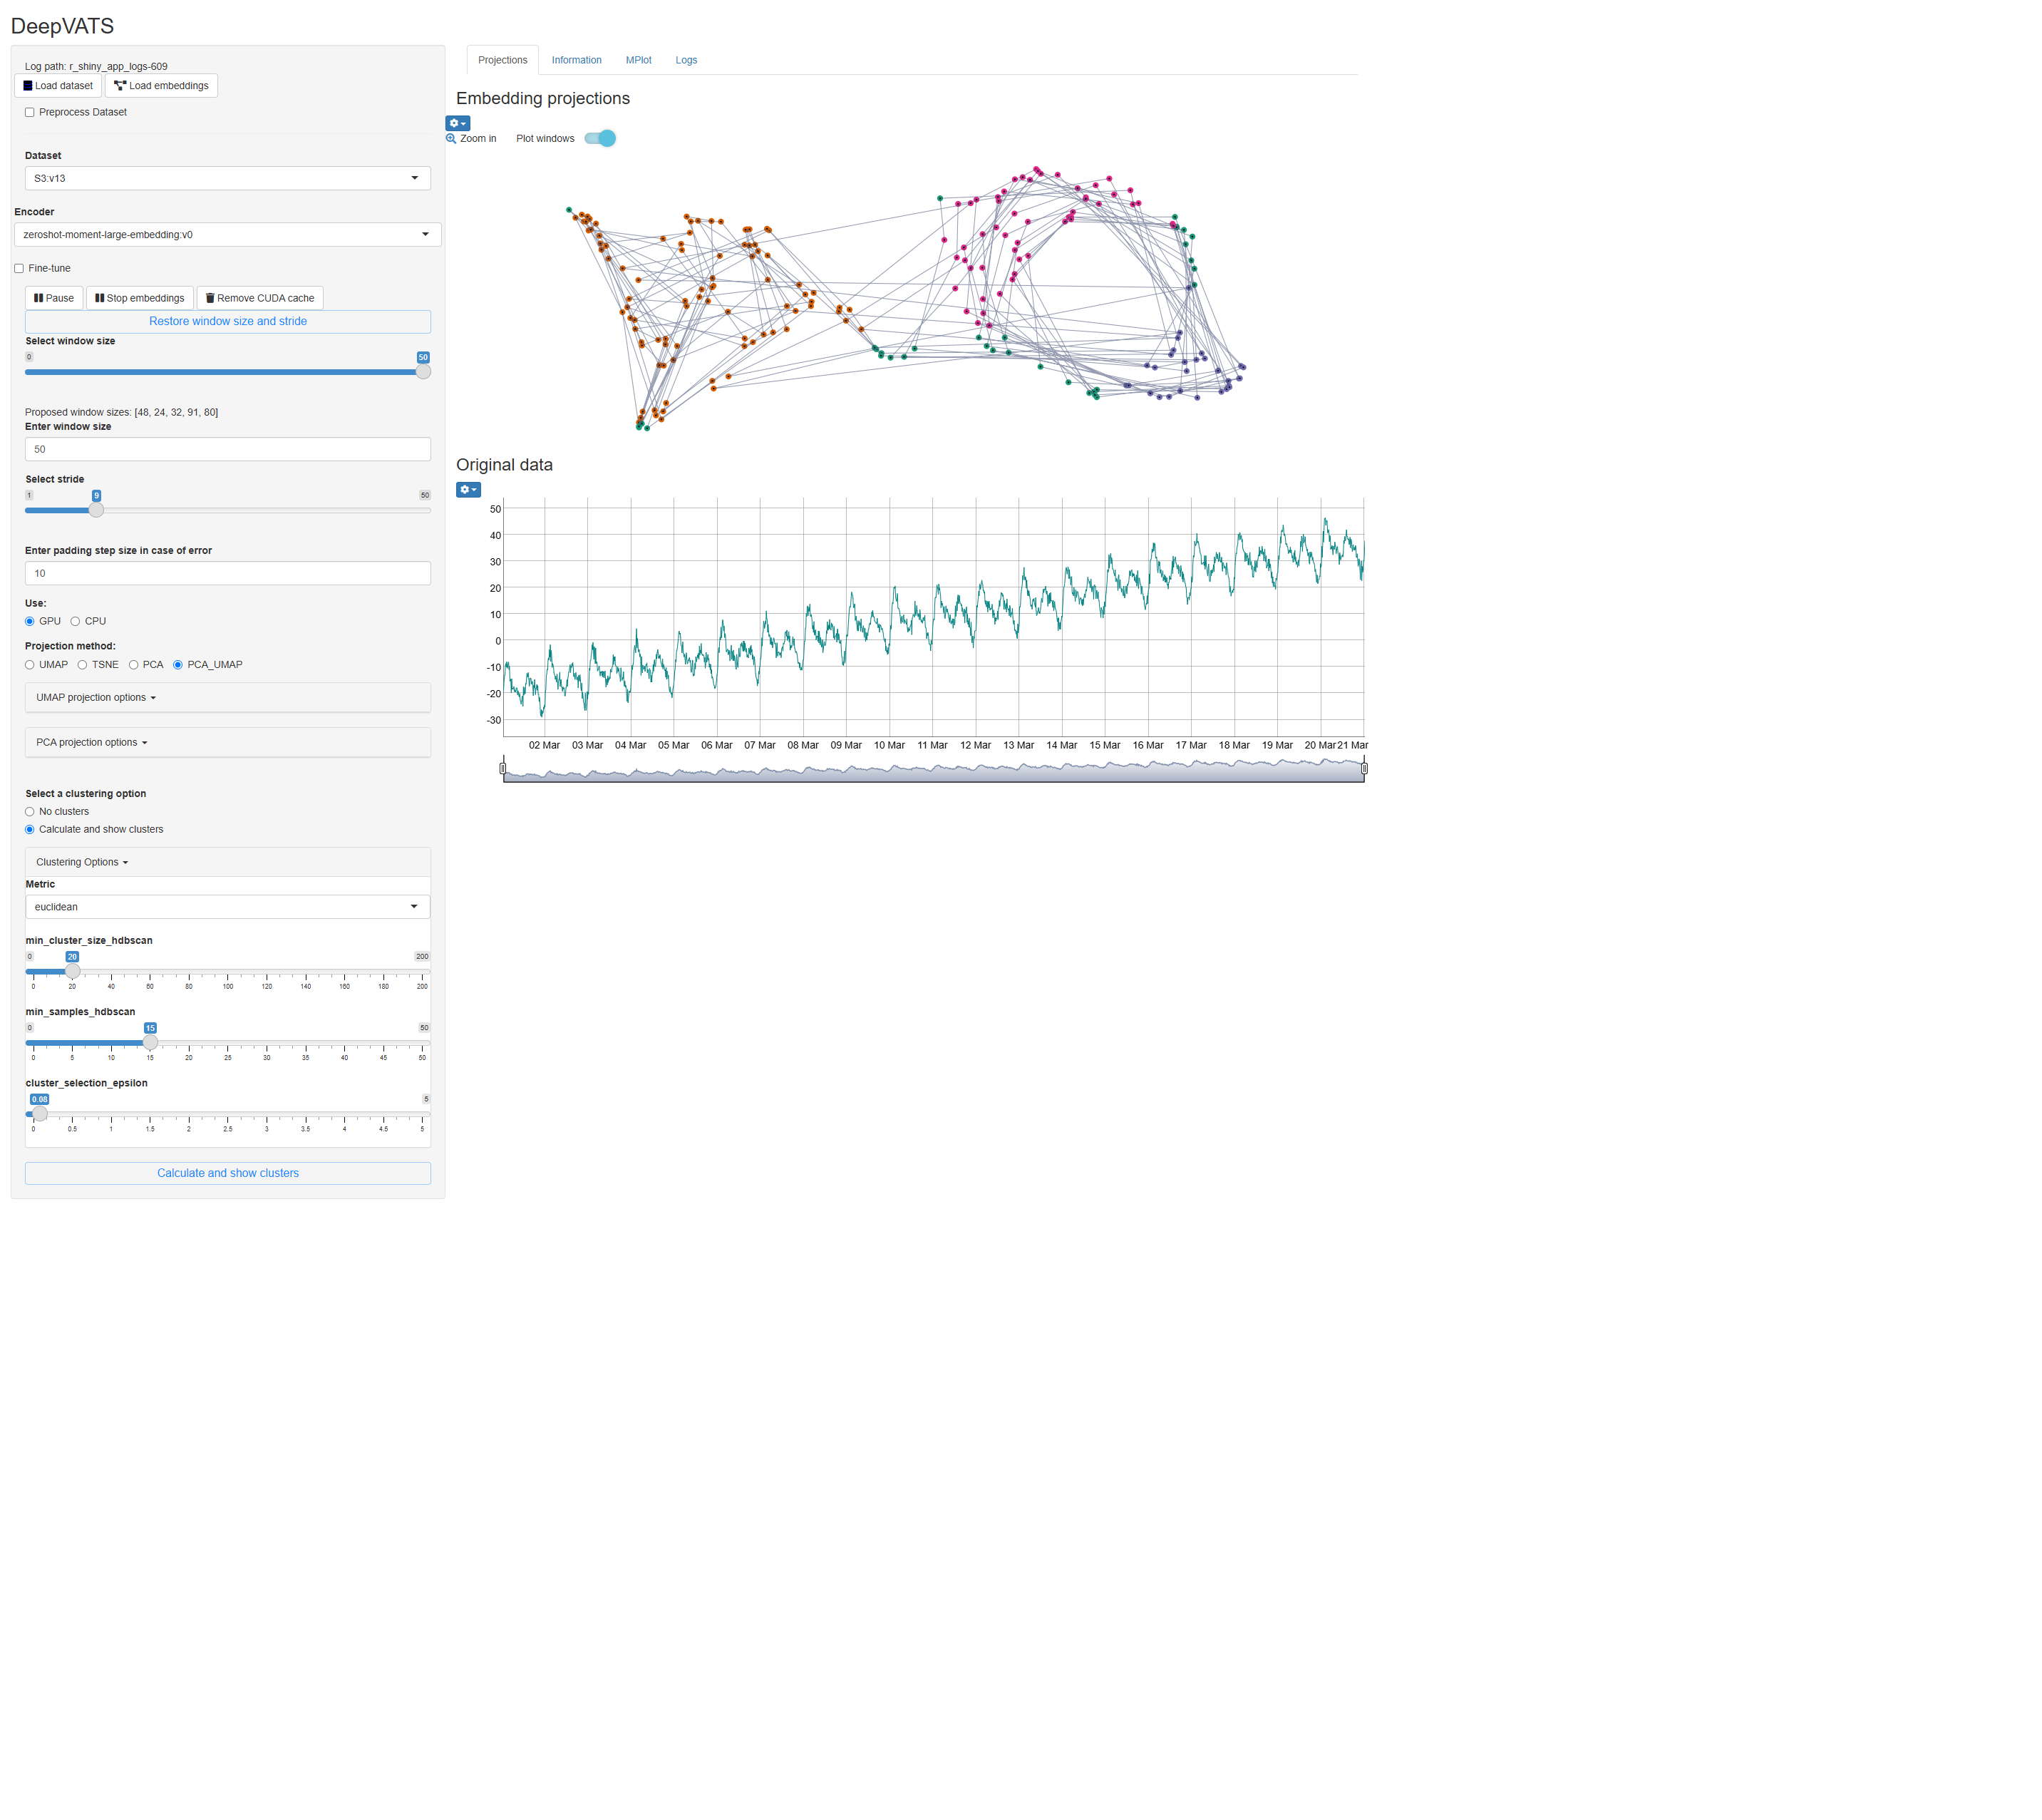 DeepVATS
Log path: r_shiny_app_logs-609
Load dataset Load embeddings
Preprocess Dataset
Dataset
S3:v13
Encoder
zeroshot-moment-large-embedding:v0
Fine-tune
Pause Stop embeddings Remove CUDA cache
Restore window size and stride
Select window size
0 50
Proposed window sizes: [48, 24, 32, 91, 80]
Enter window size
50
Select stride
1 9 50
Enter padding step size in case of error
10
Use:
GPU CPU
Projection method:
UMAP TSNE PCA PCA_UMAP
UMAP projection options
PCA projection options
Select a clustering option
No clusters
Calculate and show clusters
Clustering Options
Metric
euclidean
min_cluster_size_hdbscan
0 20 200
0 20 40 60 80 100 120 140 160 180 200
min_samples_hdbscan
0 15 50
0 5 10 15 20 25 30 35 40 45 50
cluster_selection_epsilon
0.08 5
0 0.5 1 1.5 2 2.5 3 3.5 4 4.5 5
Calculate and show clusters
Projections Information MPlot Logs
Embedding projections
Zoom in Plot windows
Original data
50
40
30
20
10
0
-10
-20
-30
02 Mar 03 Mar 04 Mar 05 Mar 06 Mar 07 Mar 08 Mar 09 Mar 10 Mar 11 Mar 12 Mar 13 Mar 14 Mar 15 Mar 16 Mar 17 Mar 18 Mar 19 Mar 20 Mar 21 Mar